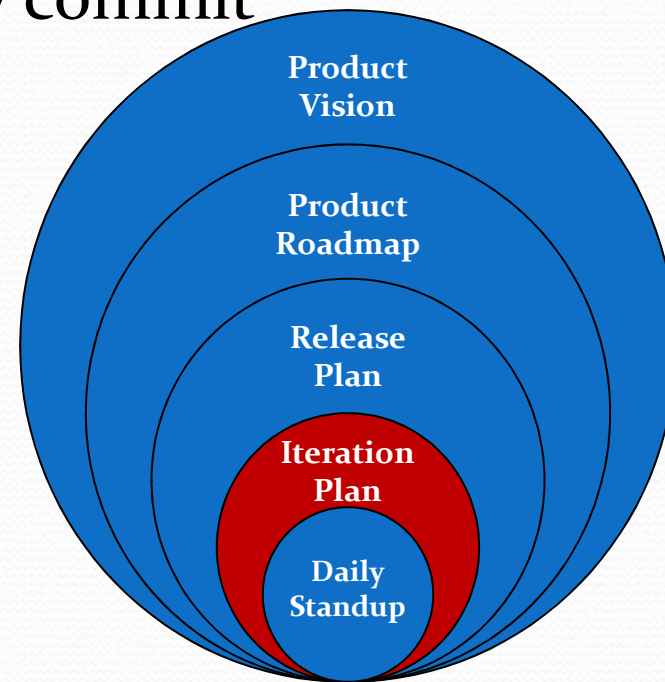 commit
Product
Vision
Product
Roadmap
Release
Plan
Iteration
Plan
Daily
Standup